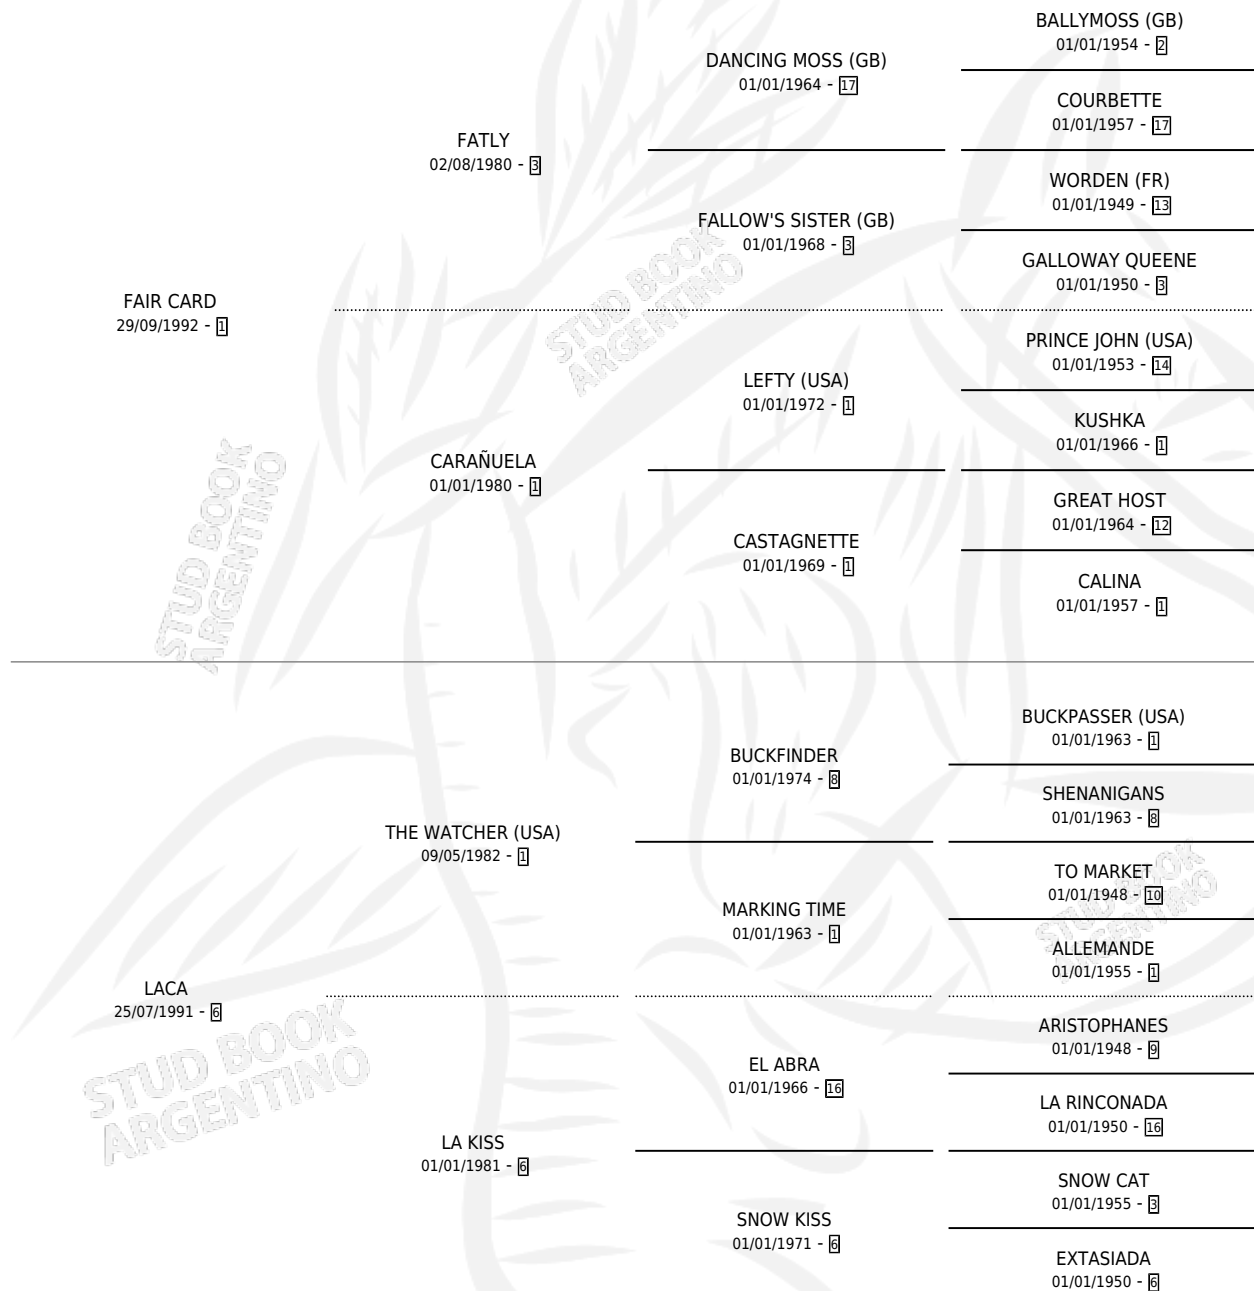 BALLYMOSS (GB)
01/01/1954 - 2
DANCING MOSS (GB)
01/01/1964 - 17
COURBETTE
01/01/1957 - 17
FATLY
02/08/1980 - 3
WORDEN (FR)
01/01/1949 - 13
FALLOW'S SISTER (GB)
01/01/1968 - 3
GALLOWAY QUEENE
01/01/1950 - 3
FAIR CARD
29/09/1992 - 1
PRINCE JOHN (USA)
01/01/1953 - 14
LEFTY (USA)
01/01/1972 - 1
KUSHKA
01/01/1966 - 1
CARAÑUELA
01/01/1980 - 1
GREAT HOST
01/01/1964 - 12
CASTAGNETTE
01/01/1969 - 1
CALINA
01/01/1957 - 1
BUCKPASSER (USA)
01/01/1963 - 1
BUCKFINDER
01/01/1974 - 8
SHENANIGANS
01/01/1963 - 8
THE WATCHER (USA)
09/05/1982 - 1
TO MARKET
01/01/1948 - 10
MARKING TIME
01/01/1963 - 1
ALLEMANDE
01/01/1955 - 1
LACA
25/07/1991 - 6
ARISTOPHANES
01/01/1948 - 9
EL ABRA
01/01/1966 - 16
LA RINCONADA
01/01/1950 - 16
LA KISS
01/01/1981 - 6
SNOW CAT
01/01/1955 - 3
SNOW KISS
01/01/1971 - 6
EXTASIADA
01/01/1950 - 6
STUD BOOK
ARGENTINO
STUD BOOK
ARGENTINO
STUD BOOK
ARGENTINO
STUD BOOK
ARGENTINO